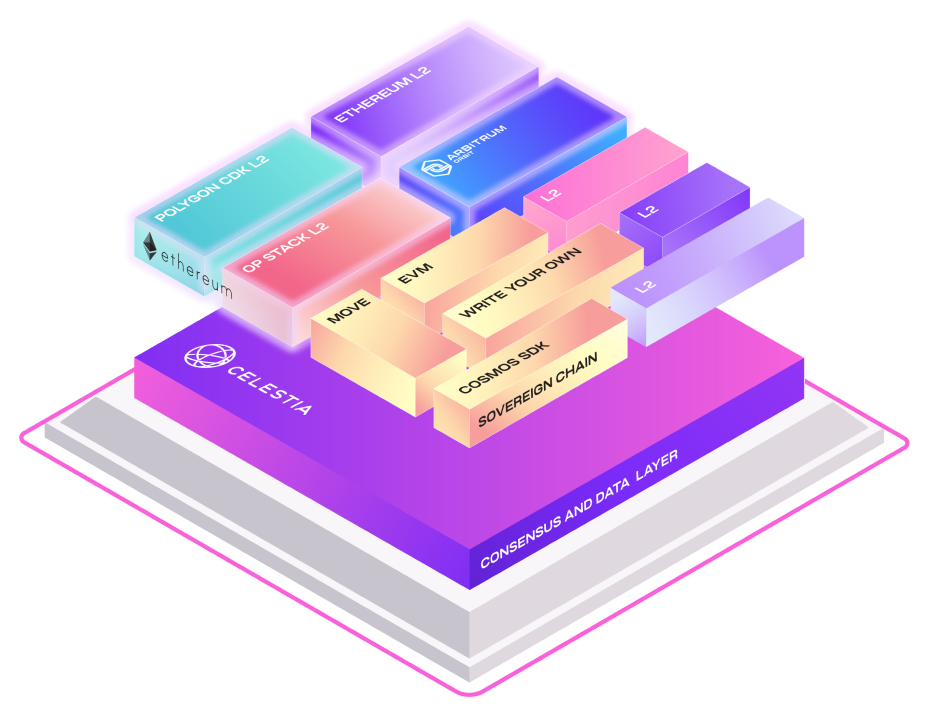 ETHEREUM L2
ARBITRUM
ORBIT
POLYGON CDK L2
ethereum
OP STACK L2
L2
L2
L2
EVM
WRITE YOUR OWN
MOVE
COSMOS SDK
SOVEREIGN CHAIN
CELESTIA
CONSENSUS AND DATA LAYER